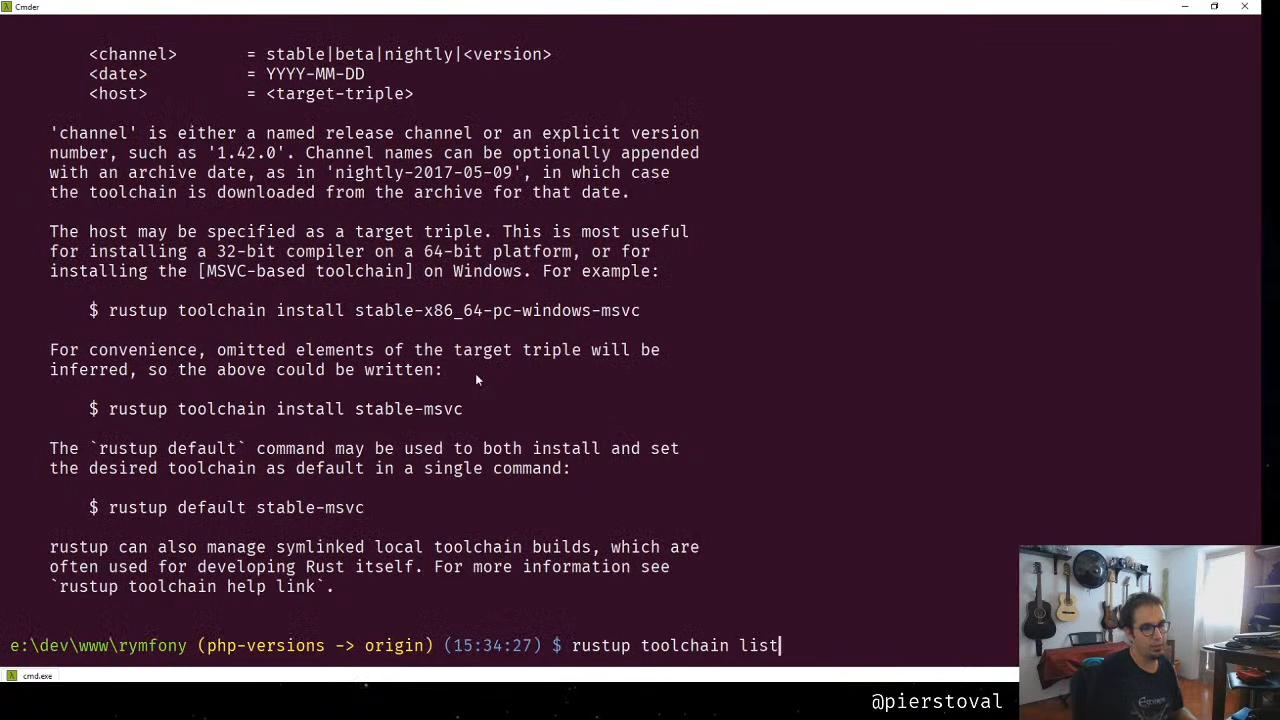 Cmder
<channel> = stable|beta|nightly|<version>
<date> = YYYY-MM-DD
<host> = <target-triple>
'channel' is either a named release channel or an explicit version
number, such as '1.42.0'. Channel names can be optionally appended
with an archive date, as in 'nightly-2017-05-09', in which case
the toolchain is downloaded from the archive for that date.
The host may be specified as a target triple. This is most useful
for installing a 32-bit compiler on a 64-bit platform, or for
installing the [MSVC-based toolchain] on Windows. For example:
$ rustup toolchain install stable-x86_64-pc-windows-msvc
For convenience, omitted elements of the target triple will be
inferred, so the above could be written:
$ rustup toolchain install stable-msvc
The `rustup default` command may be used to both install and set
the desired toolchain as default in a single command:
$ rustup default stable-msvc
rustup can also manage symlinked local toolchain builds, which are
often used for developing Rust itself. For more information see
`rustup toolchain help link`.
e:\dev\www\rymfony (php-versions -> origin) (15:34:27) $ rustup toolchain list
cmd.exe
@pierstoval